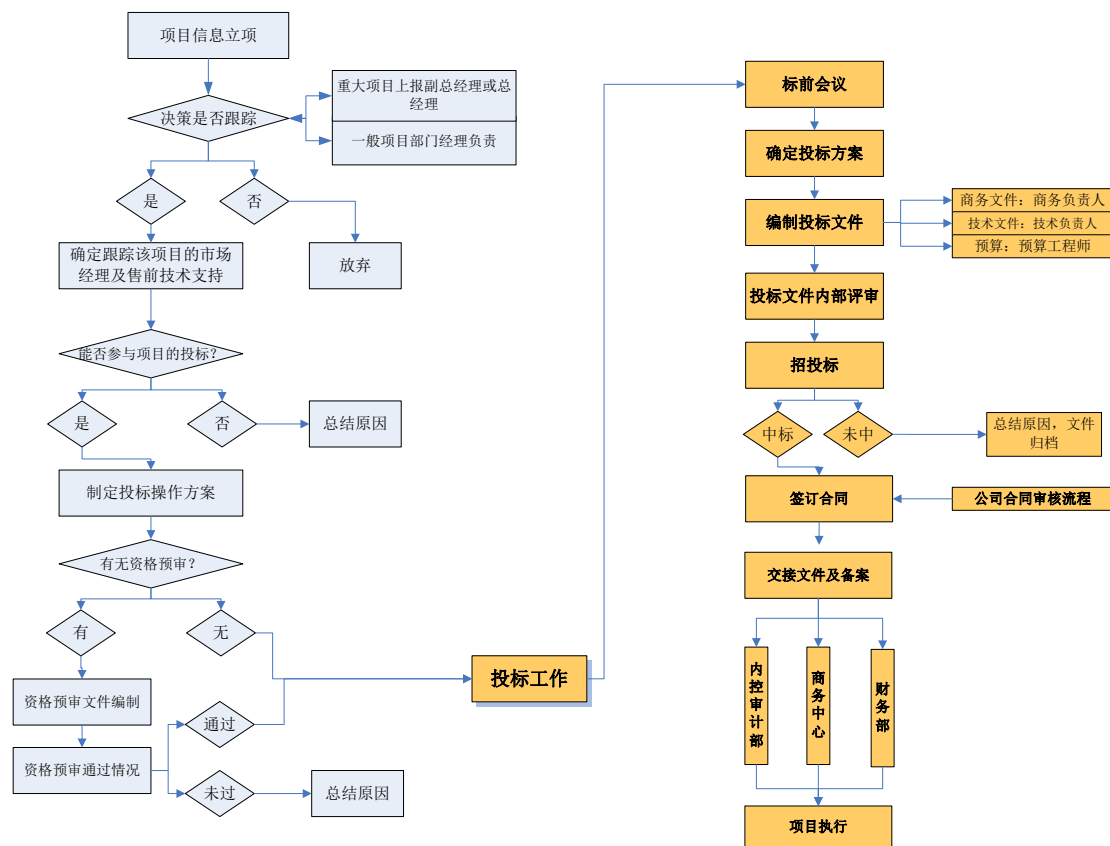 项目信息立项
决策是否跟踪
重大项目上报副总经理或总
经理
一般项目部门经理负责
是
否
确定跟踪该项目的市场
经理及售前技术支持
放弃
能否参与项目的投标？
是
否
总结原因
制定投标操作方案
有无资格预审？
有
无
资格预审文件编制
资格预审通过情况
通过
未过
总结原因
投标工作
标前会议
确定投标方案
编制投标文件
商务文件：商务负责人
技术文件：技术负责人
预算：预算工程师
投标文件内部评审
招投标
中标
未中
总结原因，文件
归档
签订合同
公司合同审核流程
交接文件及备案
内控审计部
商务中心
财务部
项目执行